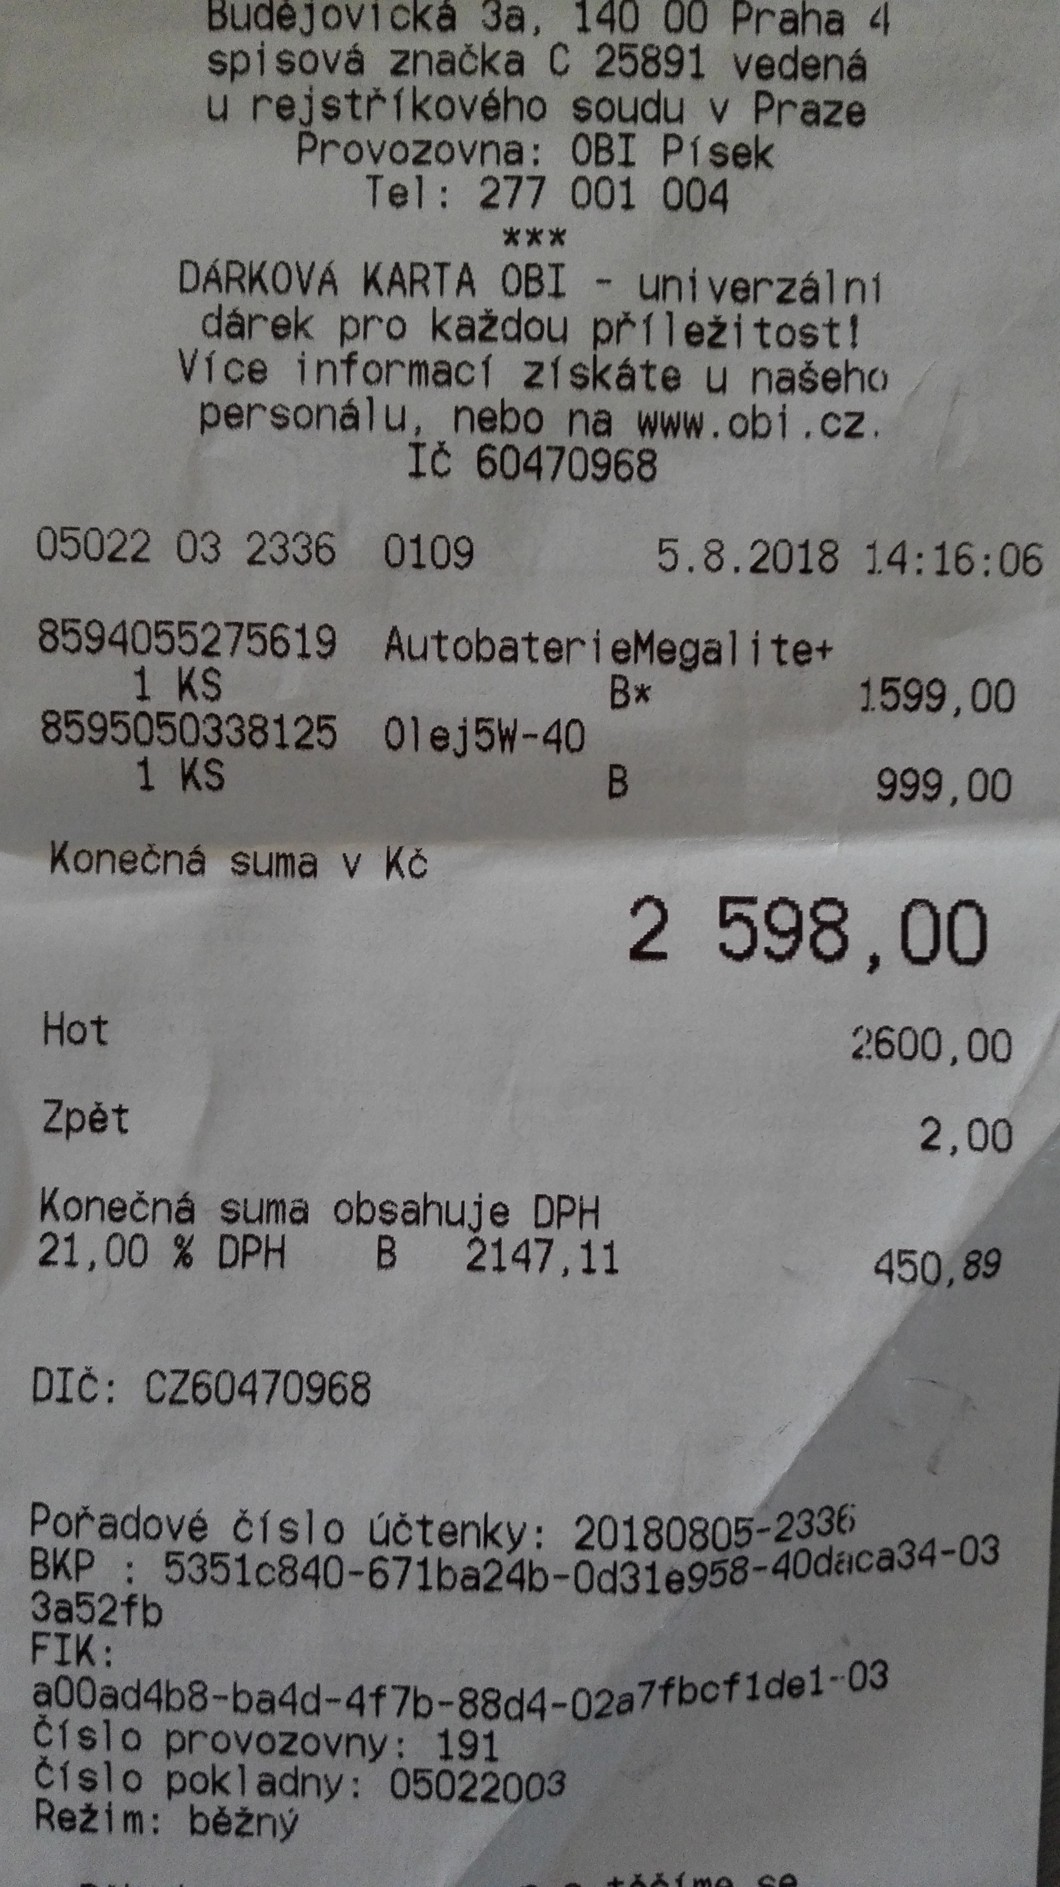 Budějovická 3a, 140 00 Praha 4
spisová značka C 25891 vedená
u rejstříkového soudu v Praze
Provozovna: OBI Písek
Tel: 277 001 004
***
DÁRKOVÁ KARTA OBI - univerzální
dárek pro každou příležitost!
Více informací získáte u našeho
personálu, nebo na www.obi.cz.
IČ 60470968
05022 03 2336 0109 5.8.2018 14:16:06
8594055275619 AutobaterieMegalite+
1 KS B* 1599,00
8595050338125 Olej5W-40
1 KS B 999,00
Konečná suma v Kč
2 598,00
Hot 2600,00
Zpět 2,00
Konečná suma obsahuje DPH
21,00 % DPH B 2147,11 450,89
DIČ: CZ60470968
Pořadové číslo účtenky: 20180805-2336
BKP : 5351c840-671ba24b-0d31e958-40daca34-03
3a52fb
FIK:
a00ad4b8-ba4d-4f7b-88d4-02a7fbcf1de1-03
Číslo provozovny: 191
Číslo pokladny: 05022003
Režim: běžný
těšíme se